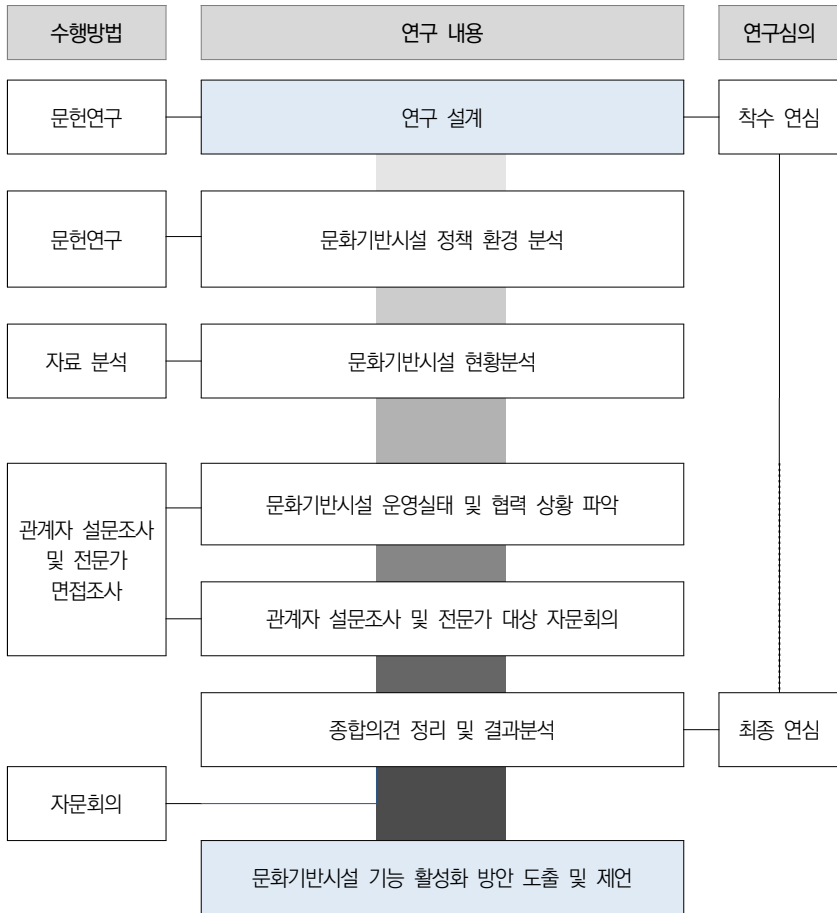 수행방법
연구 내용
연구심의
문헌연구
연구 설계
착수 연심
문헌연구
문화기반시설 정책 환경 분석
자료 분석
문화기반시설 현황분석
관계자 설문조사
및 전문가
면접조사
문화기반시설 운영실태 및 협력 상황 파악
관계자 설문조사 및 전문가 대상 자문회의
종합의견 정리 및 결과분석
최종 연심
자문회의
문화기반시설 기능 활성화 방안 도출 및 제언